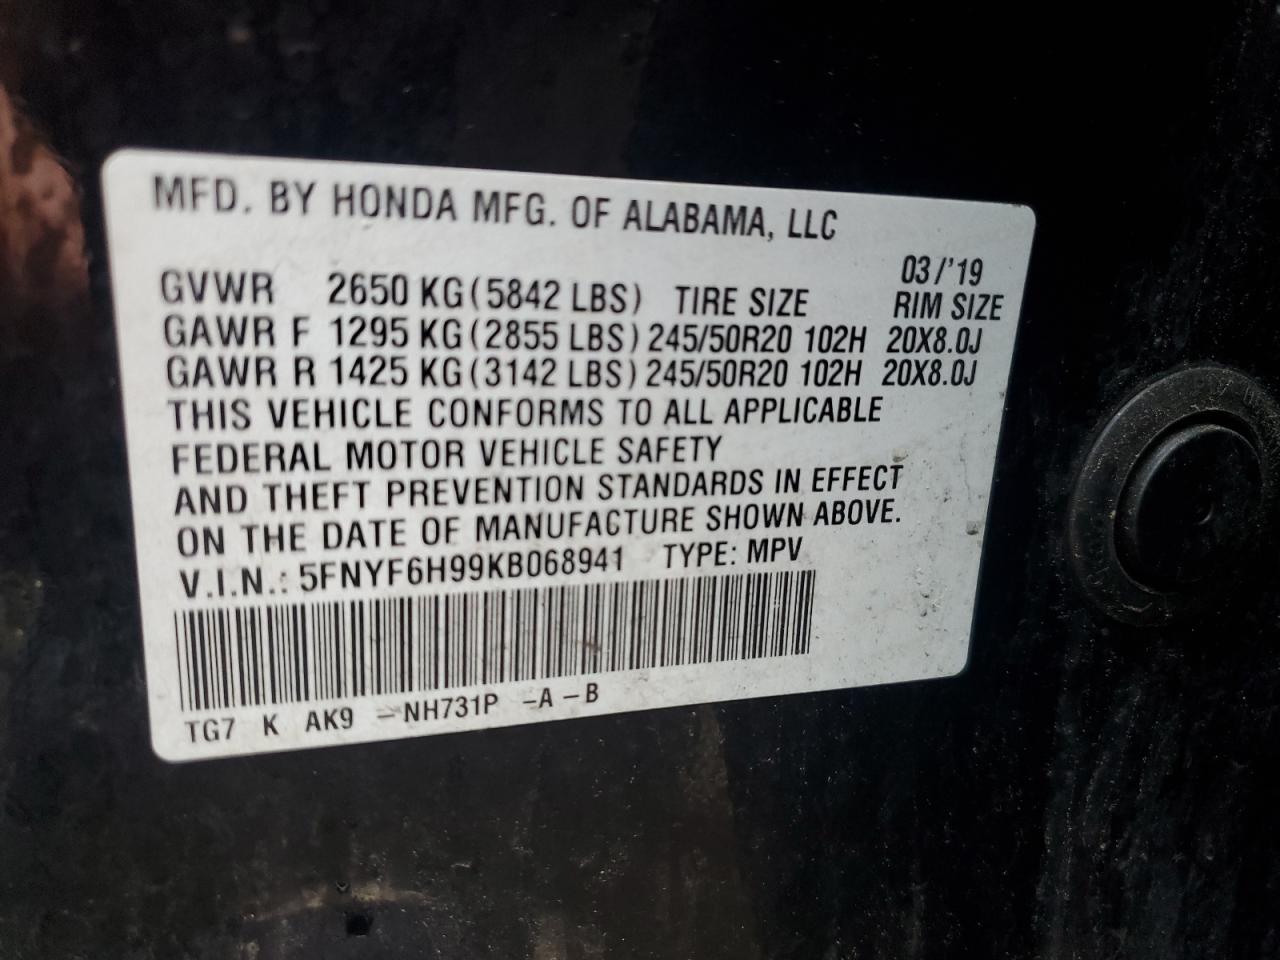 MFD. BY HONDA MFG. OF ALABAMA, LLC
03/'19
GVWR 2650 KG(5842 LBS) TIRE SIZE RIM SIZE
GAWR F 1295 KG(2855 LBS) 245/50R20 102H 20X8.0J
GAWR R 1425 KG(3142 LBS) 245/50R20 102H 20X8.0J
THIS VEHICLE CONFORMS TO ALL APPLICABLE
FEDERAL MOTOR VEHICLE SAFETY
AND THEFT PREVENTION STANDARDS IN EFFECT
ON THE DATE OF MANUFACTURE SHOWN ABOVE.
V.I.N.: 5FNYF6H99KB068941 TYPE: MPV
TG7 K AK9 -NH731P -A -B